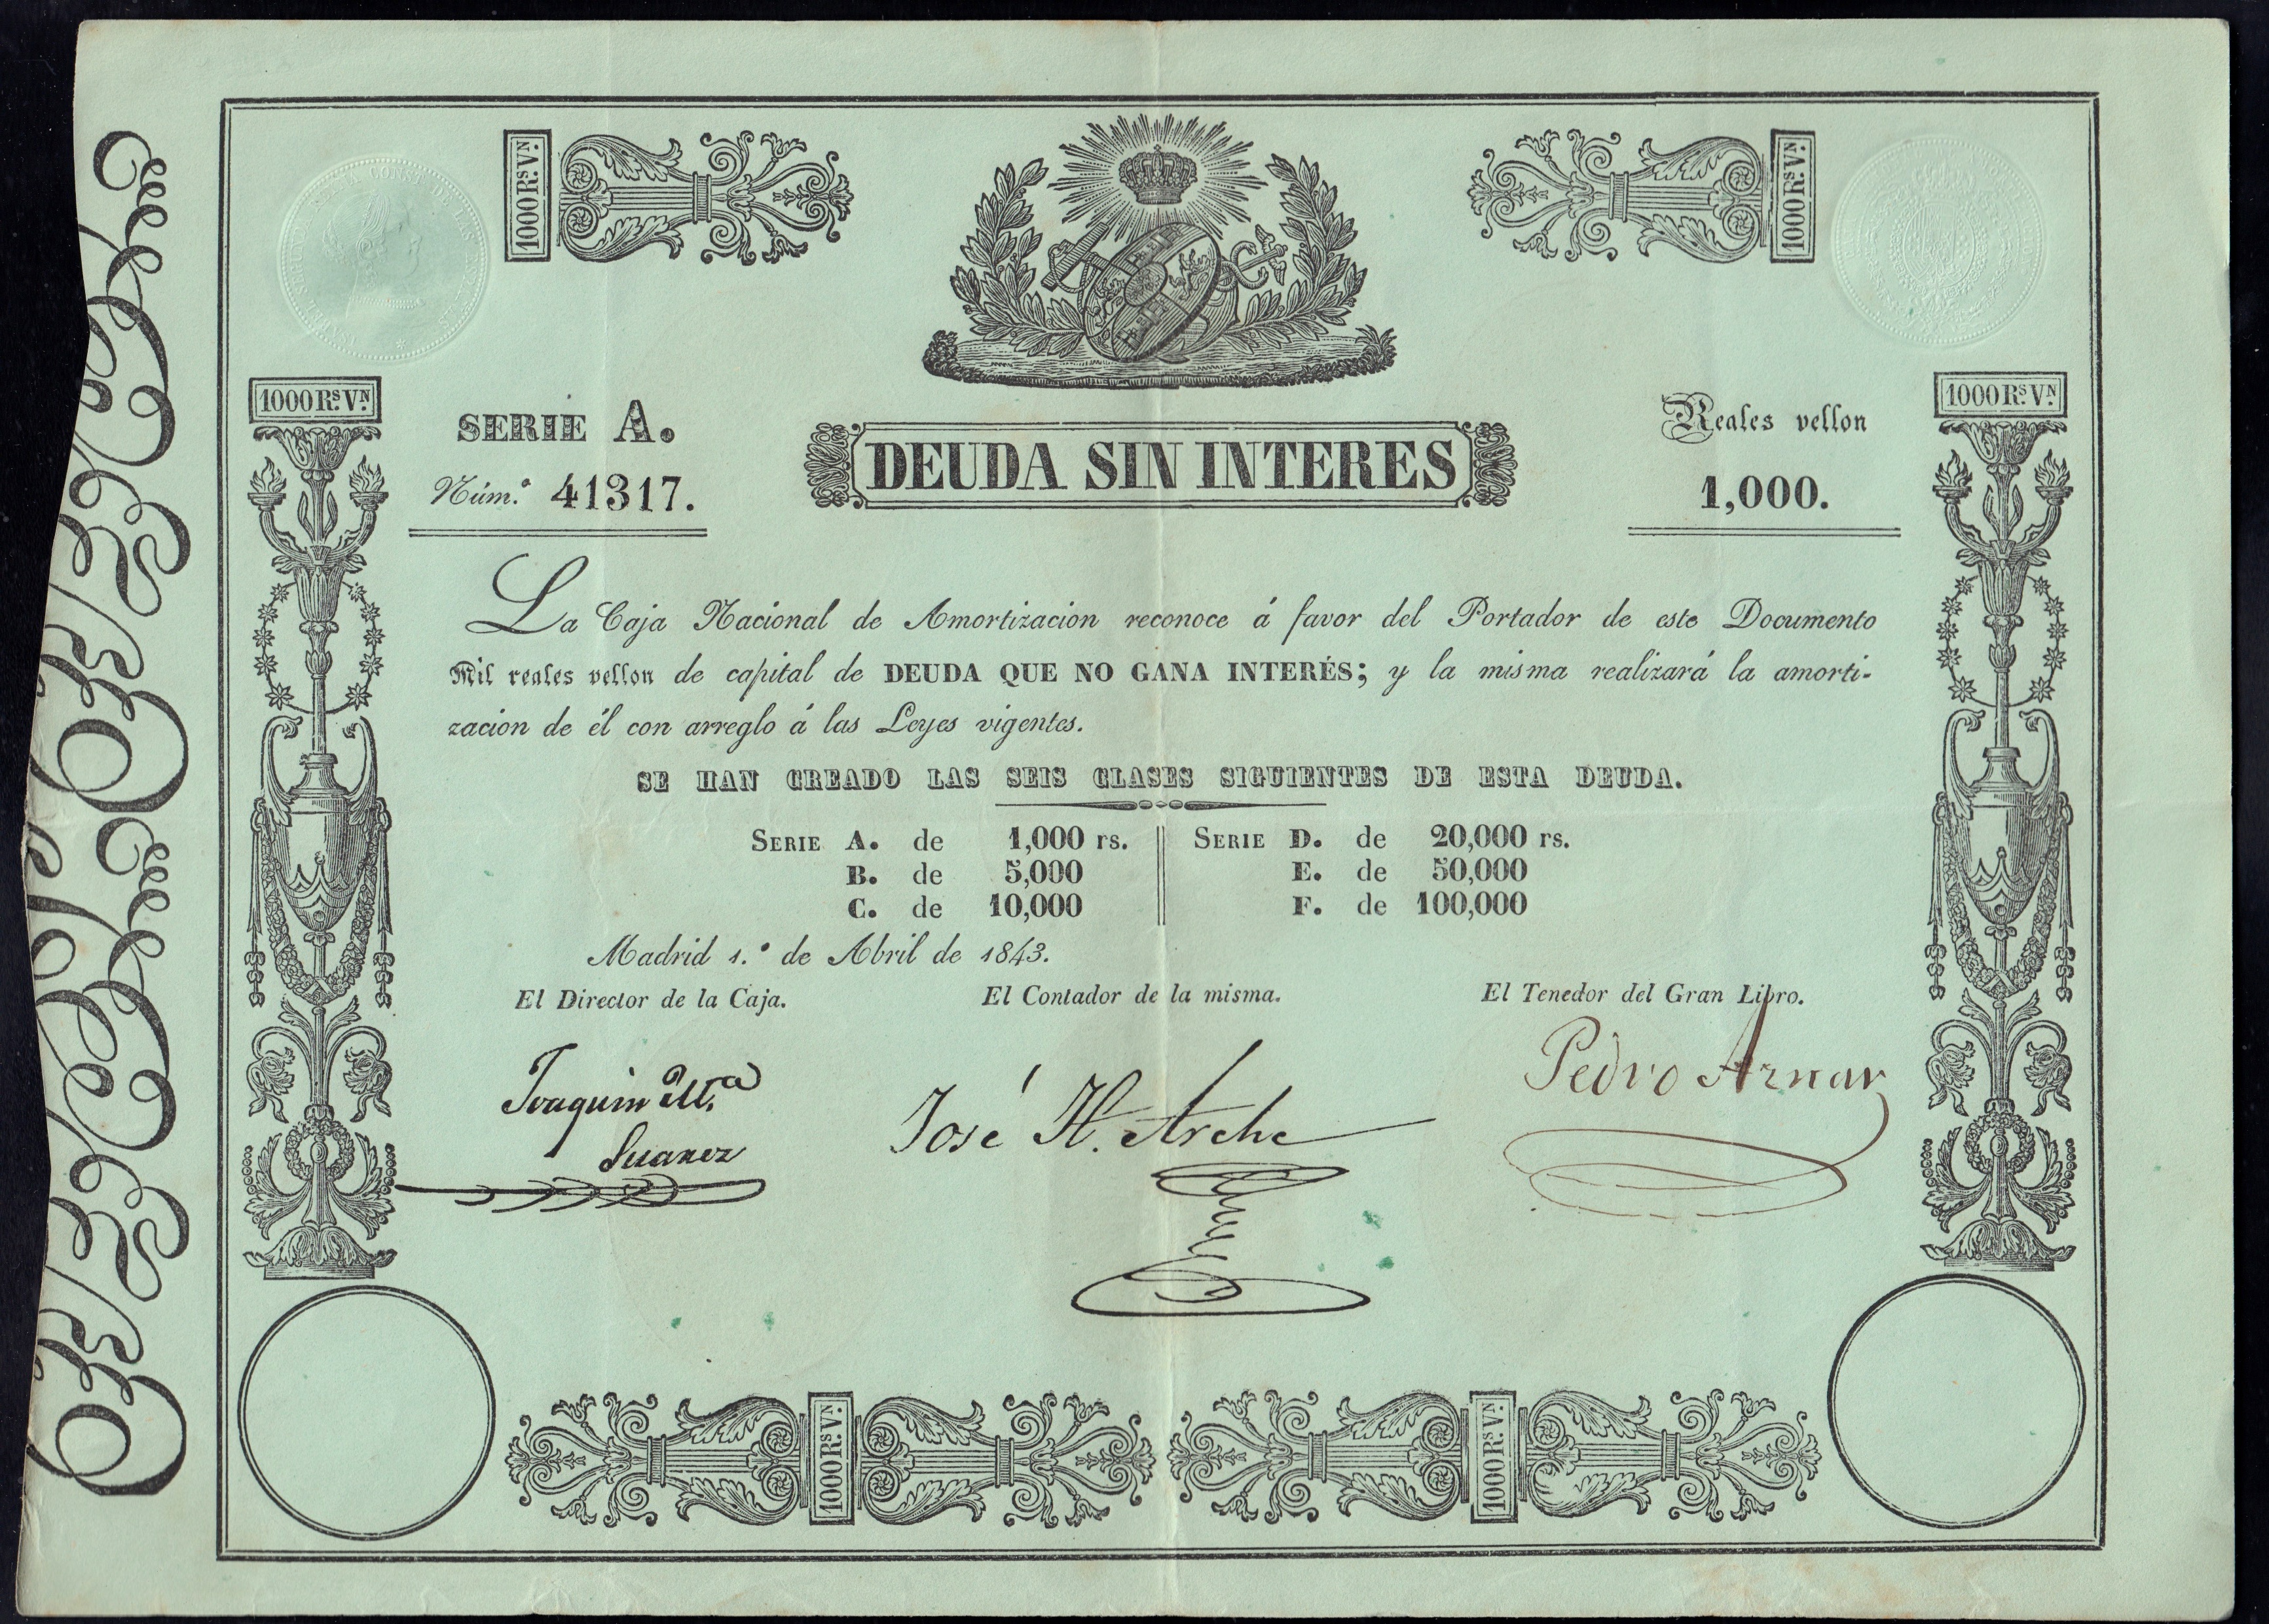 1000 Rs. Vn.
1000 Rs. Vn.
1000 Rs. Vn.
1000 Rs. Vn.
SERIE A.
Núm.º 41317.
DEUDA SIN INTERES
Reales vellon
1,000.
La Caja Nacional de Amortizacion reconoce á favor del Portador de este Documento
Mil reales vellon de capital de DEUDA QUE NO GANA INTERÉS; y la misma realizará la amorti-
zacion de él con arreglo á las Leyes vigentes.
SE HAN CREADO LAS SEIS CLASES SIGUIENTES DE ESTA DEUDA.
SERIE A. de 1,000 rs. SERIE D. de 20,000 rs.
B. de 5,000 E. de 50,000
C. de 10,000 F. de 100,000
Madrid 1.º de Abril de 1843.
El Director de la Caja. El Contador de la misma. El Tenedor del Gran Libro.
Joaquin M.ª
Suarez
José H. Arche
Pedro Aznar
1000 Rs. Vn.
1000 Rs. Vn.